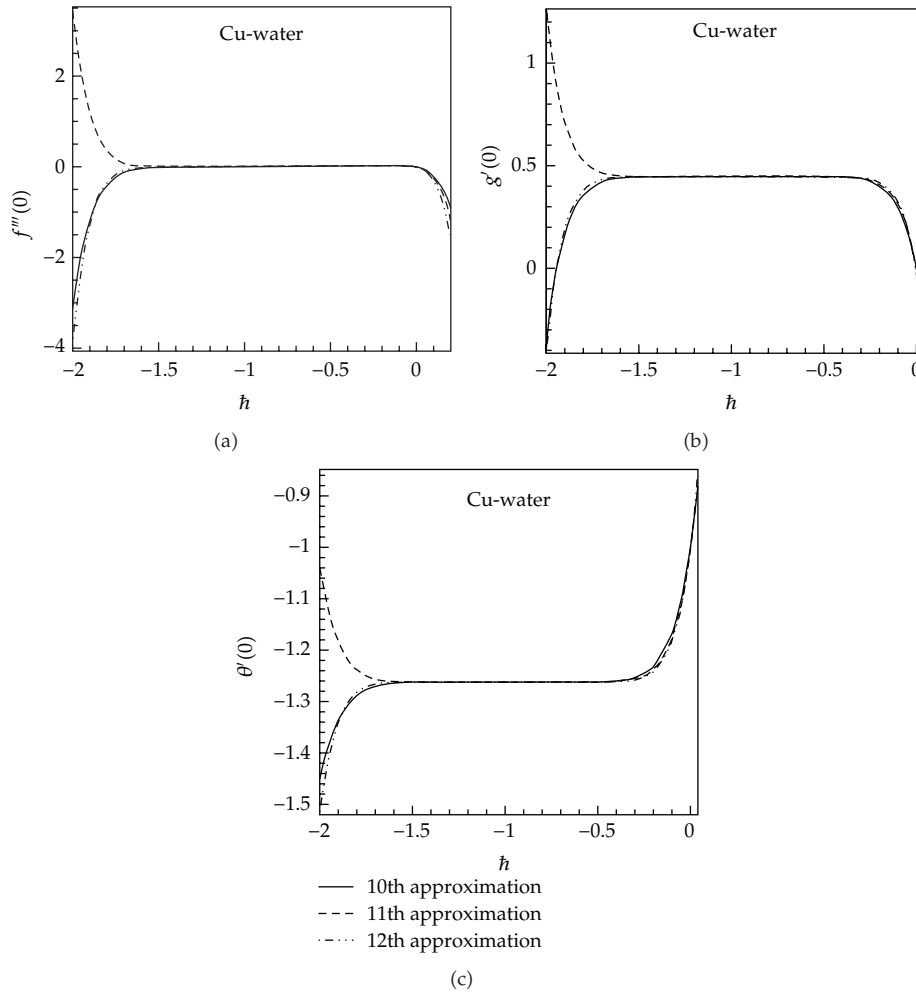 Cu-water
2
0
−2
−4
f′′′(0)
−2
−1.5
−1
−0.5
0
ħ
(a)
Cu-water
1
0.5
0
g′(0)
−2
−1.5
−1
−0.5
0
ħ
(b)
Cu-water
−0.9
−1
−1.1
−1.2
−1.3
−1.4
−1.5
θ′(0)
−2
−1.5
−1
−0.5
0
ħ
10th approximation
11th approximation
12th approximation
(c)